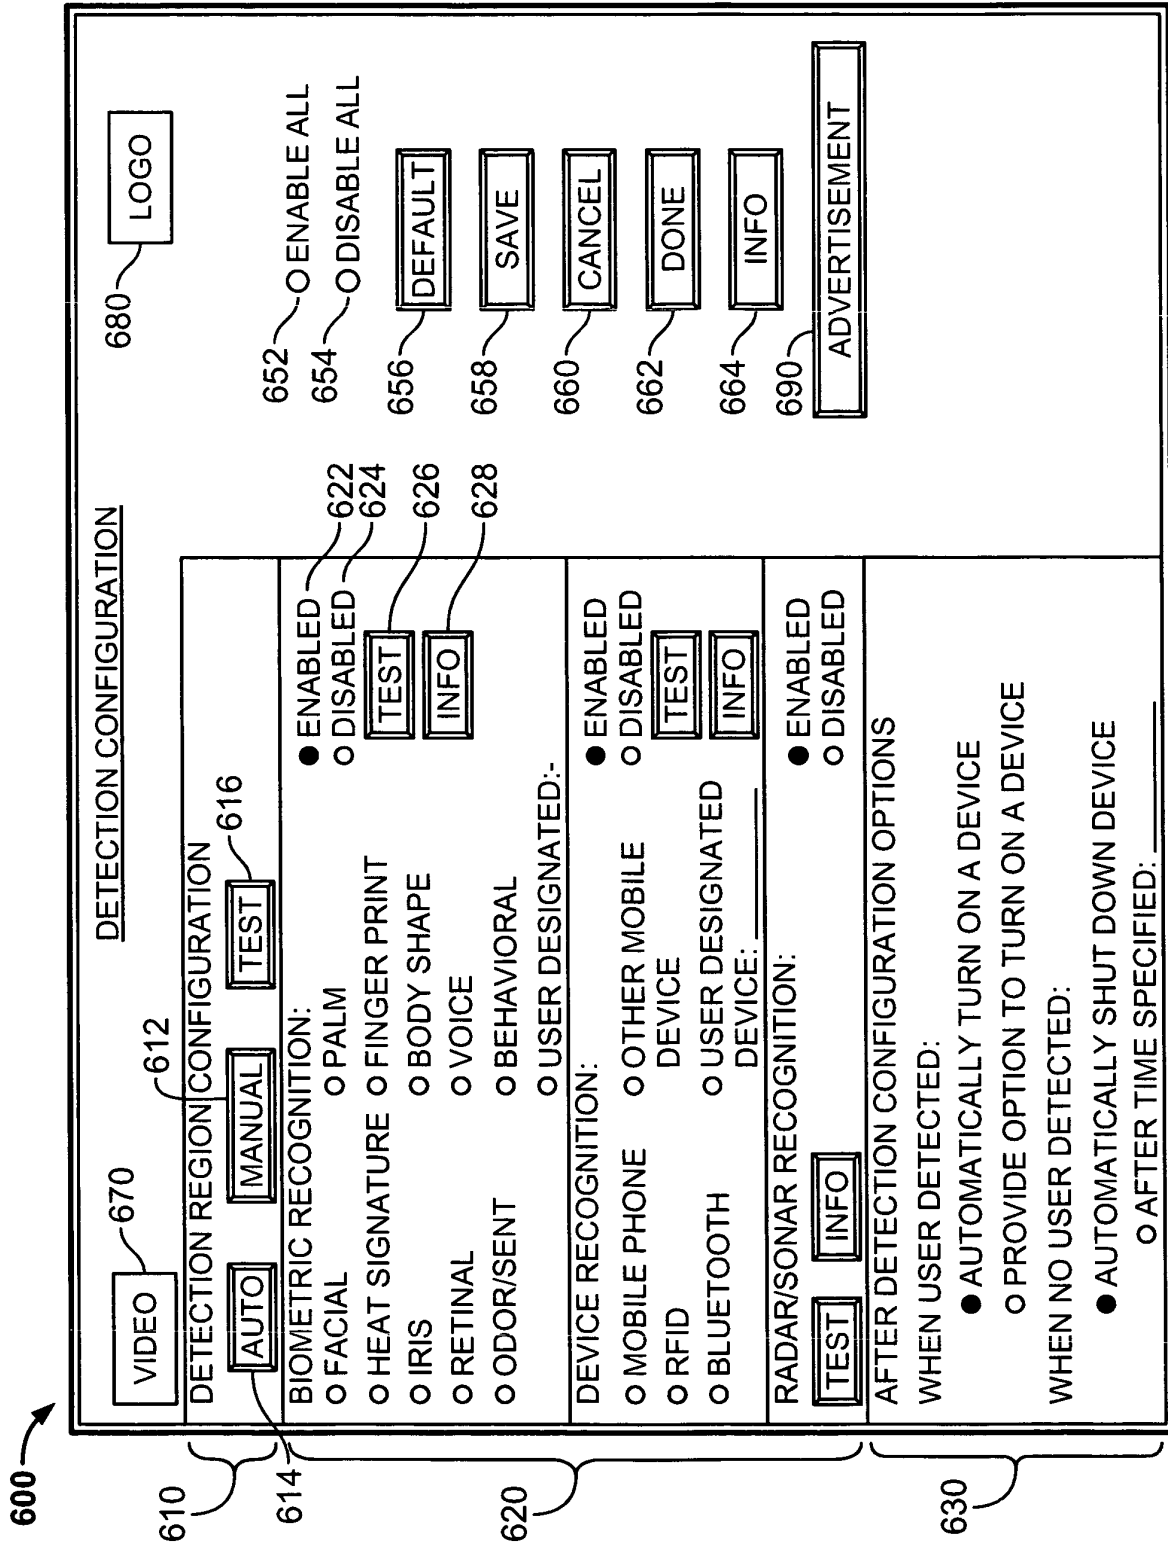 600
DETECTION CONFIGURATION
670
VIDEO
680
LOGO
610
DETECTION REGION CONFIGURATION
612
614
616
AUTO
MANUAL
TEST
620
BIOMETRIC RECOGNITION:
○ FACIAL
○ PALM
○ HEAT SIGNATURE
○ FINGER PRINT
○ IRIS
○ BODY SHAPE
○ RETINAL
○ VOICE
○ ODOR/SENT
○ BEHAVIORAL
○ USER DESIGNATED:-
● ENABLED
622
○ DISABLED
624
TEST
626
INFO
628
DEVICE RECOGNITION:
○ MOBILE PHONE
○ OTHER MOBILE
DEVICE
○ RFID
○ BLUETOOTH
○ USER DESIGNATED
DEVICE: ______
● ENABLED
○ DISABLED
TEST
INFO
RADAR/SONAR RECOGNITION:
TEST
INFO
● ENABLED
○ DISABLED
630
AFTER DETECTION CONFIGURATION OPTIONS
WHEN USER DETECTED:
● AUTOMATICALLY TURN ON A DEVICE
○ PROVIDE OPTION TO TURN ON A DEVICE
WHEN NO USER DETECTED:
● AUTOMATICALLY SHUT DOWN DEVICE
○ AFTER TIME SPECIFIED: ______
652
○ ENABLE ALL
654
○ DISABLE ALL
656
DEFAULT
658
SAVE
660
CANCEL
662
DONE
664
INFO
690
ADVERTISEMENT